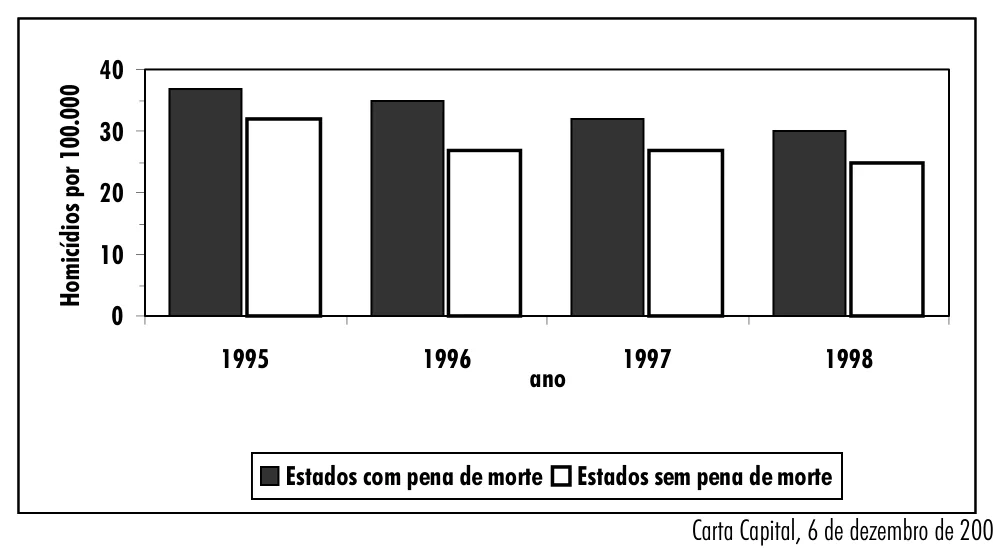 Homicídios por 100.000
40
30
20
10
0
1995 1996 1997 1998
ano
Estados com pena de morte Estados sem pena de morte
Carta Capital, 6 de dezembro de 200